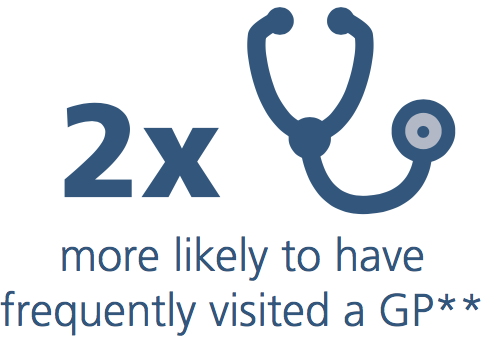 2x
more likely to have
frequently visited a GP**